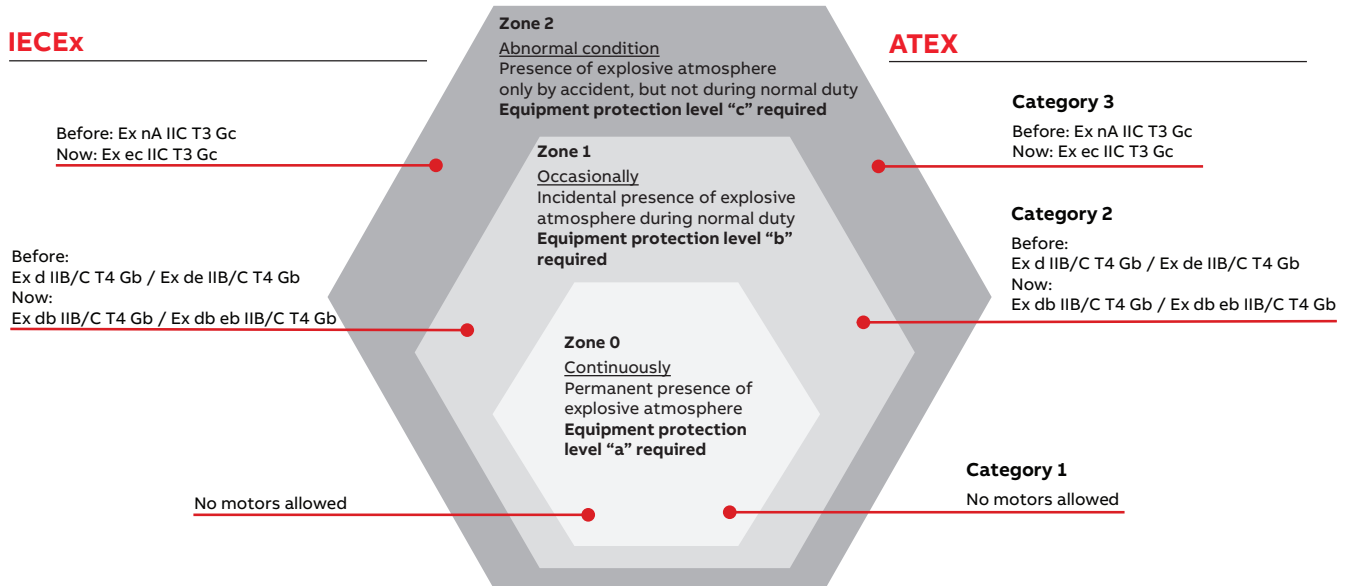 IECEx
Before: Ex nA IIC T3 Gc
Now: Ex ec IIC T3 Gc
Before:
Ex d IIB/C T4 Gb / Ex de IIB/C T4 Gb
Now:
Ex db IIB/C T4 Gb / Ex db eb IIB/C T4 Gb
No motors allowed
Zone 2
Abnormal condition
Presence of explosive atmosphere
only by accident, but not during normal duty
Equipment protection level “c” required
Zone 1
Occasionally
Incidental presence of explosive
atmosphere during normal duty
Equipment protection level “b”
required
Zone 0
Continuously
Permanent presence of
explosive atmosphere
Equipment protection
level “a” required
ATEX
Category 3
Before: Ex nA IIC T3 Gc
Now: Ex ec IIC T3 Gc
Category 2
Before:
Ex d IIB/C T4 Gb / Ex de IIB/C T4 Gb
Now:
Ex db IIB/C T4 Gb / Ex db eb IIB/C T4 Gb
Category 1
No motors allowed